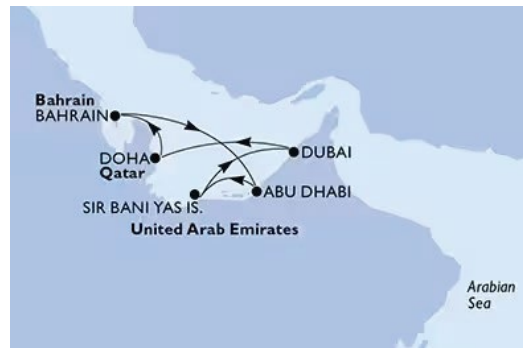 Bahrain
BAHRAIN
DOHA
Qatar
DUBAI
SIR BANI YAS IS.
ABU DHABI
United Arab Emirates
Arabian
Sea